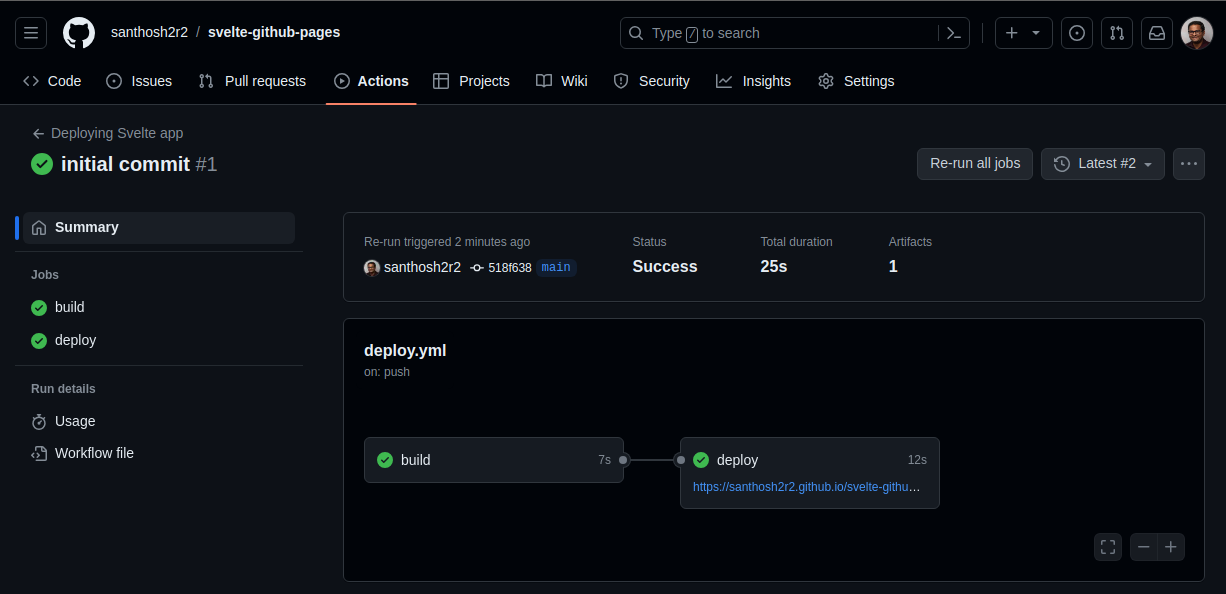 santhosh2r2 / svelte-github-pages
Type / to search
Code Issues Pull requests Actions Projects Wiki Security Insights Settings
← Deploying Svelte app
initial commit #1
Re-run all jobs
Latest #2
Summary
Jobs
build
deploy
Run details
Usage
Workflow file
Re-run triggered 2 minutes ago Status Total duration Artifacts
santhosh2r2 518f638 main Success 25s 1
deploy.yml
on: push
build 7s
deploy 12s
https://santhosh2r2.github.io/svelte-githu…